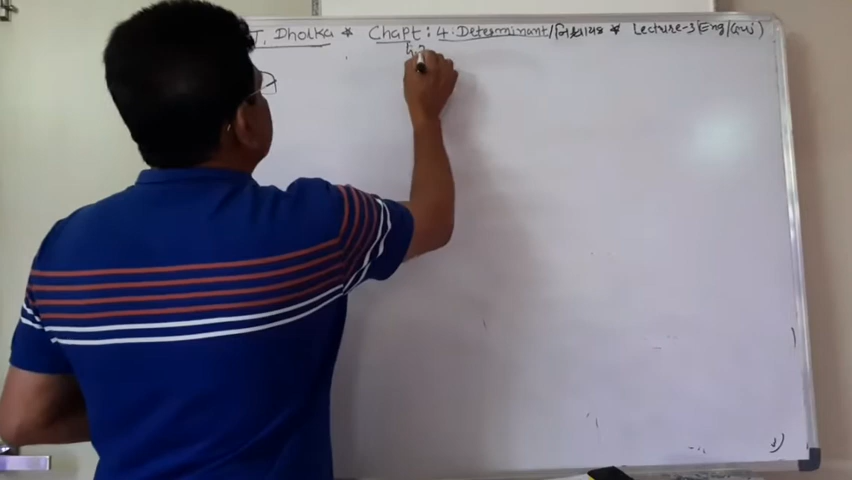 T. Dholka * Chapt : 4. Determinant/નિશ્ચાયક * Lecture-3 (Eng/Guj)